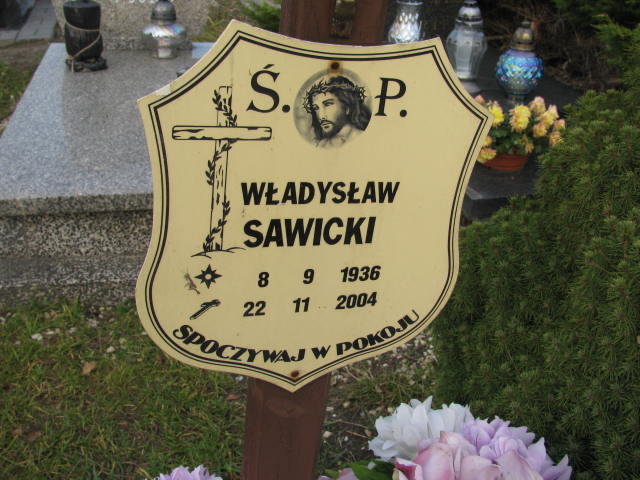 Ś. P.
WŁADYSŁAW
SAWICKI
8 9 1936
22 11 2004
SPOCZYWAJ W POKOJU